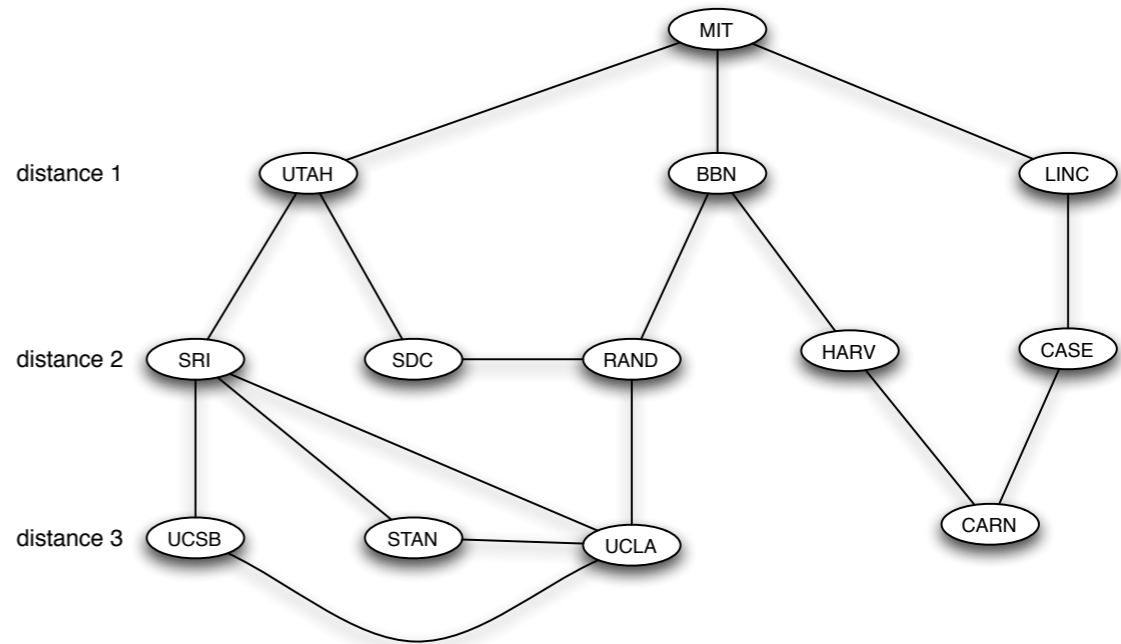 MIT
distance 1
UTAH
BBN
LINC
distance 2
SRI
SDC
RAND
HARV
CASE
distance 3
UCSB
STAN
UCLA
CARN